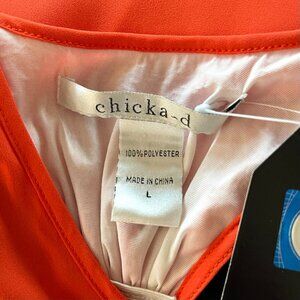 chicka-d
100% POLYESTER
MADE IN CHINA
L